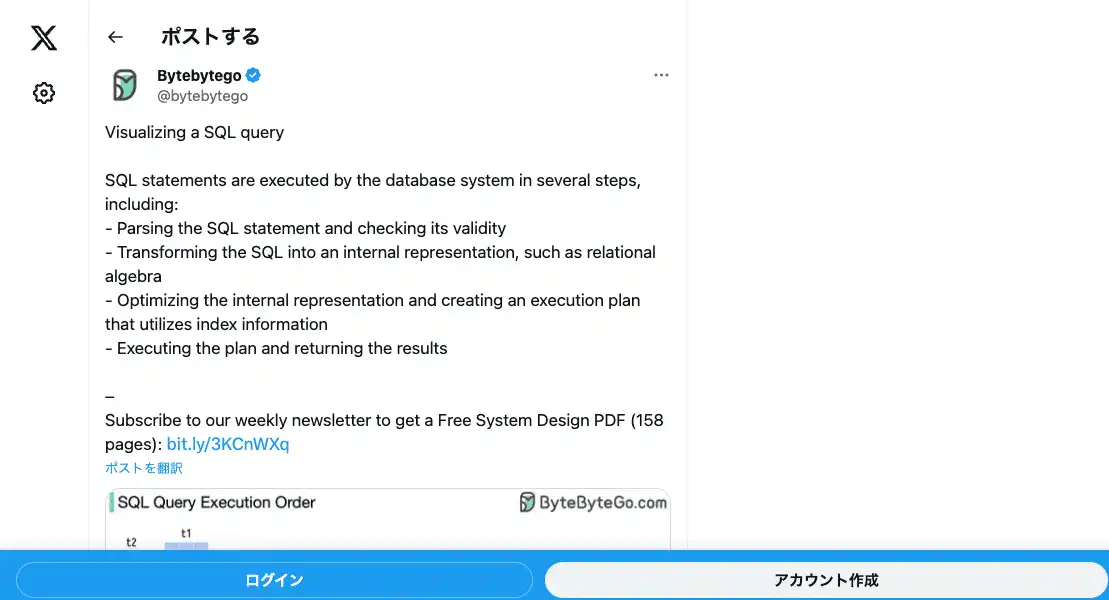 ポストする
Bytebytego
@bytebytego
Visualizing a SQL query
SQL statements are executed by the database system in several steps,
including:
- Parsing the SQL statement and checking its validity
- Transforming the SQL into an internal representation, such as relational
algebra
- Optimizing the internal representation and creating an execution plan
that utilizes index information
- Executing the plan and returning the results
–
Subscribe to our weekly newsletter to get a Free System Design PDF (158
pages): bit.ly/3KCnWXq
ポストを翻訳
SQL Query Execution Order
ByteByteGo.com
t1
t2
ログイン
アカウント作成